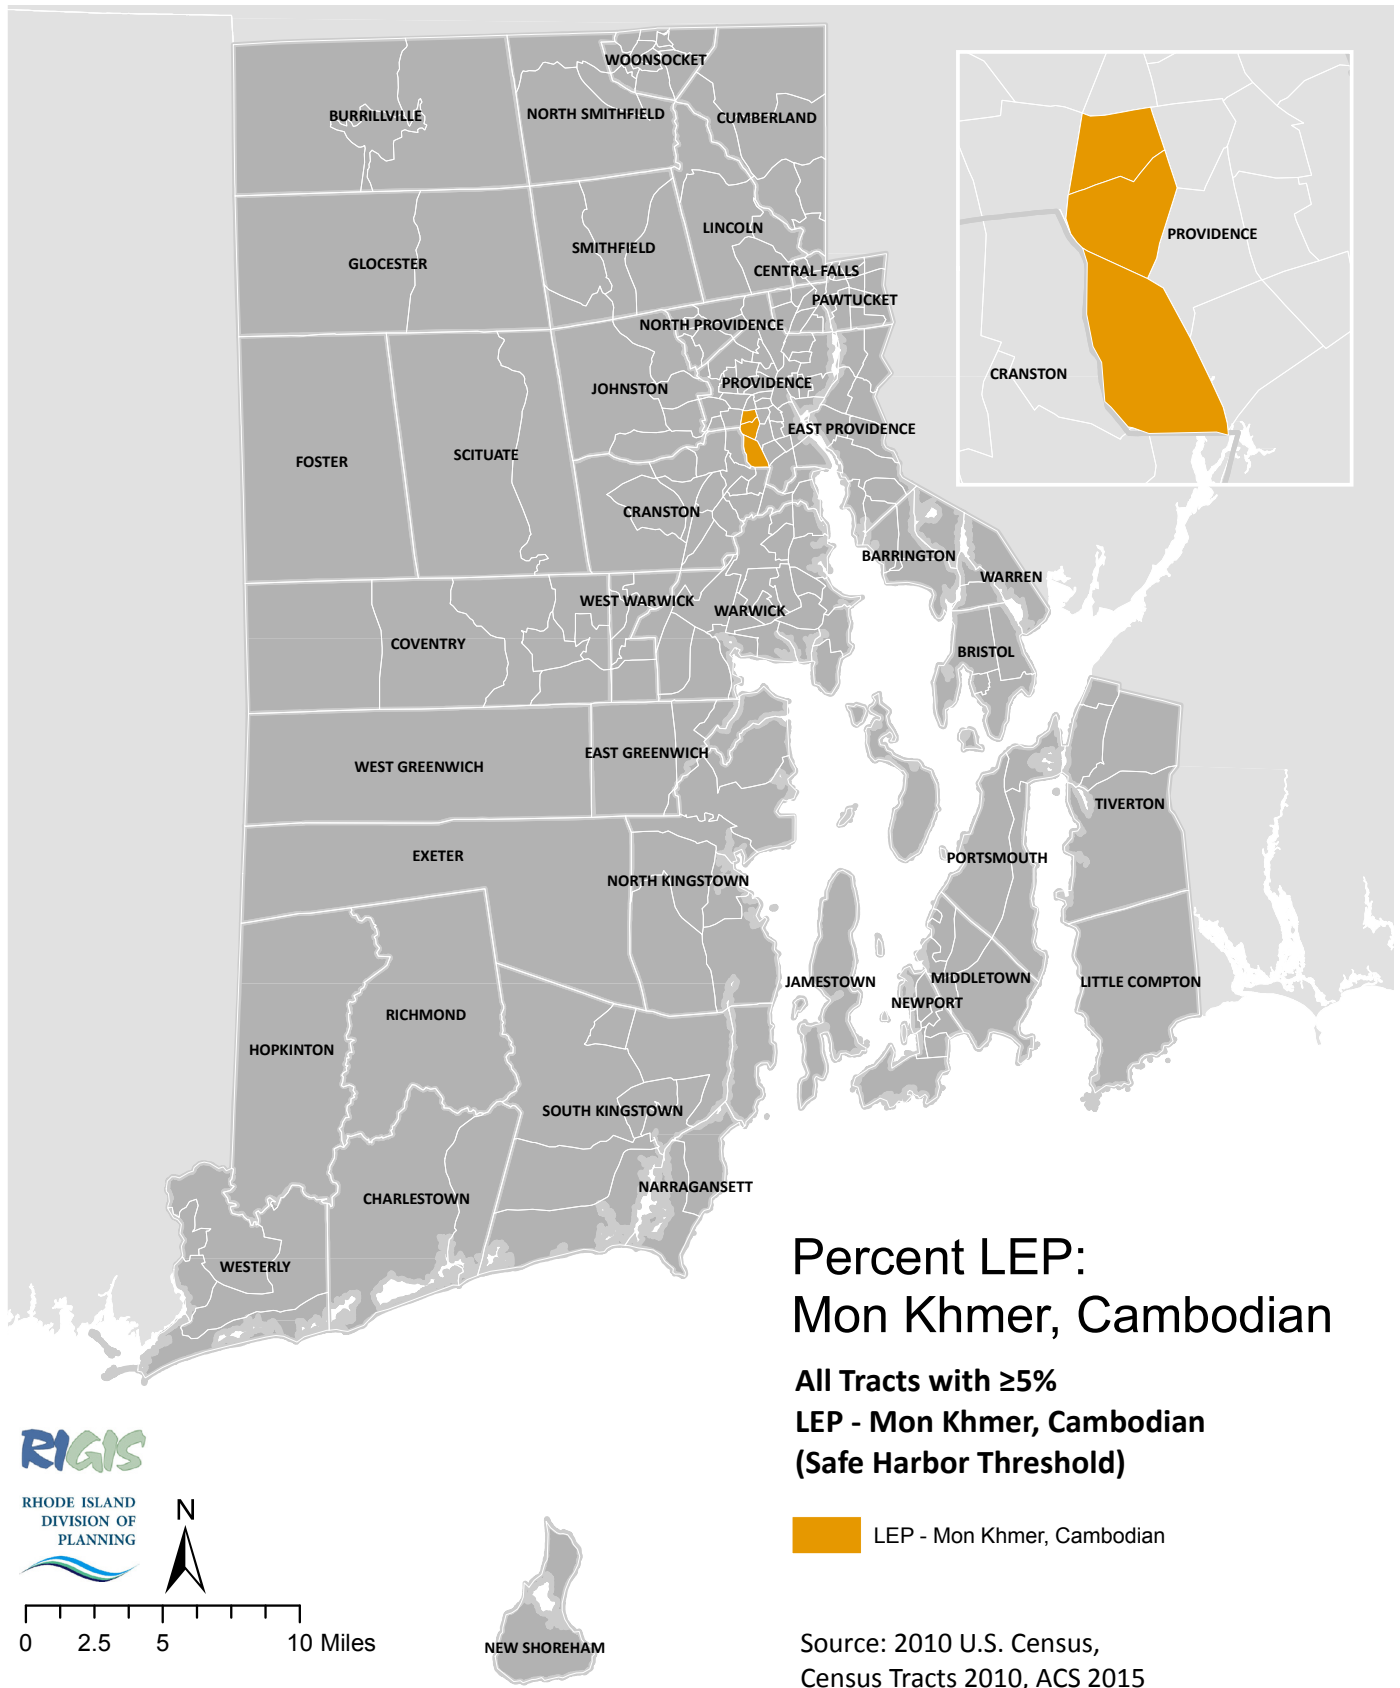 WOONSOCKET
BURRILLVILLE
NORTH SMITHFIELD
CUMBERLAND
LINCOLN
SMITHFIELD
GLOCESTER
CENTRAL FALLS
PAWTUCKET
NORTH PROVIDENCE
PROVIDENCE
JOHNSTON
EAST PROVIDENCE
SCITUATE
FOSTER
CRANSTON
BARRINGTON
WARREN
WEST WARWICK
WARWICK
COVENTRY
BRISTOL
EAST GREENWICH
WEST GREENWICH
TIVERTON
EXETER
PORTSMOUTH
NORTH KINGSTOWN
JAMESTOWN
MIDDLETOWN
LITTLE COMPTON
NEWPORT
RICHMOND
HOPKINTON
SOUTH KINGSTOWN
NARRAGANSETT
CHARLESTOWN
WESTERLY
NEW SHOREHAM
PROVIDENCE
CRANSTON
Percent LEP:
Mon Khmer, Cambodian
All Tracts with ≥5%
LEP - Mon Khmer, Cambodian
(Safe Harbor Threshold)
LEP - Mon Khmer, Cambodian
Source: 2010 U.S. Census,
Census Tracts 2010, ACS 2015
RIGIS
RHODE ISLAND
DIVISION OF
PLANNING
N
0 2.5 5 10 Miles